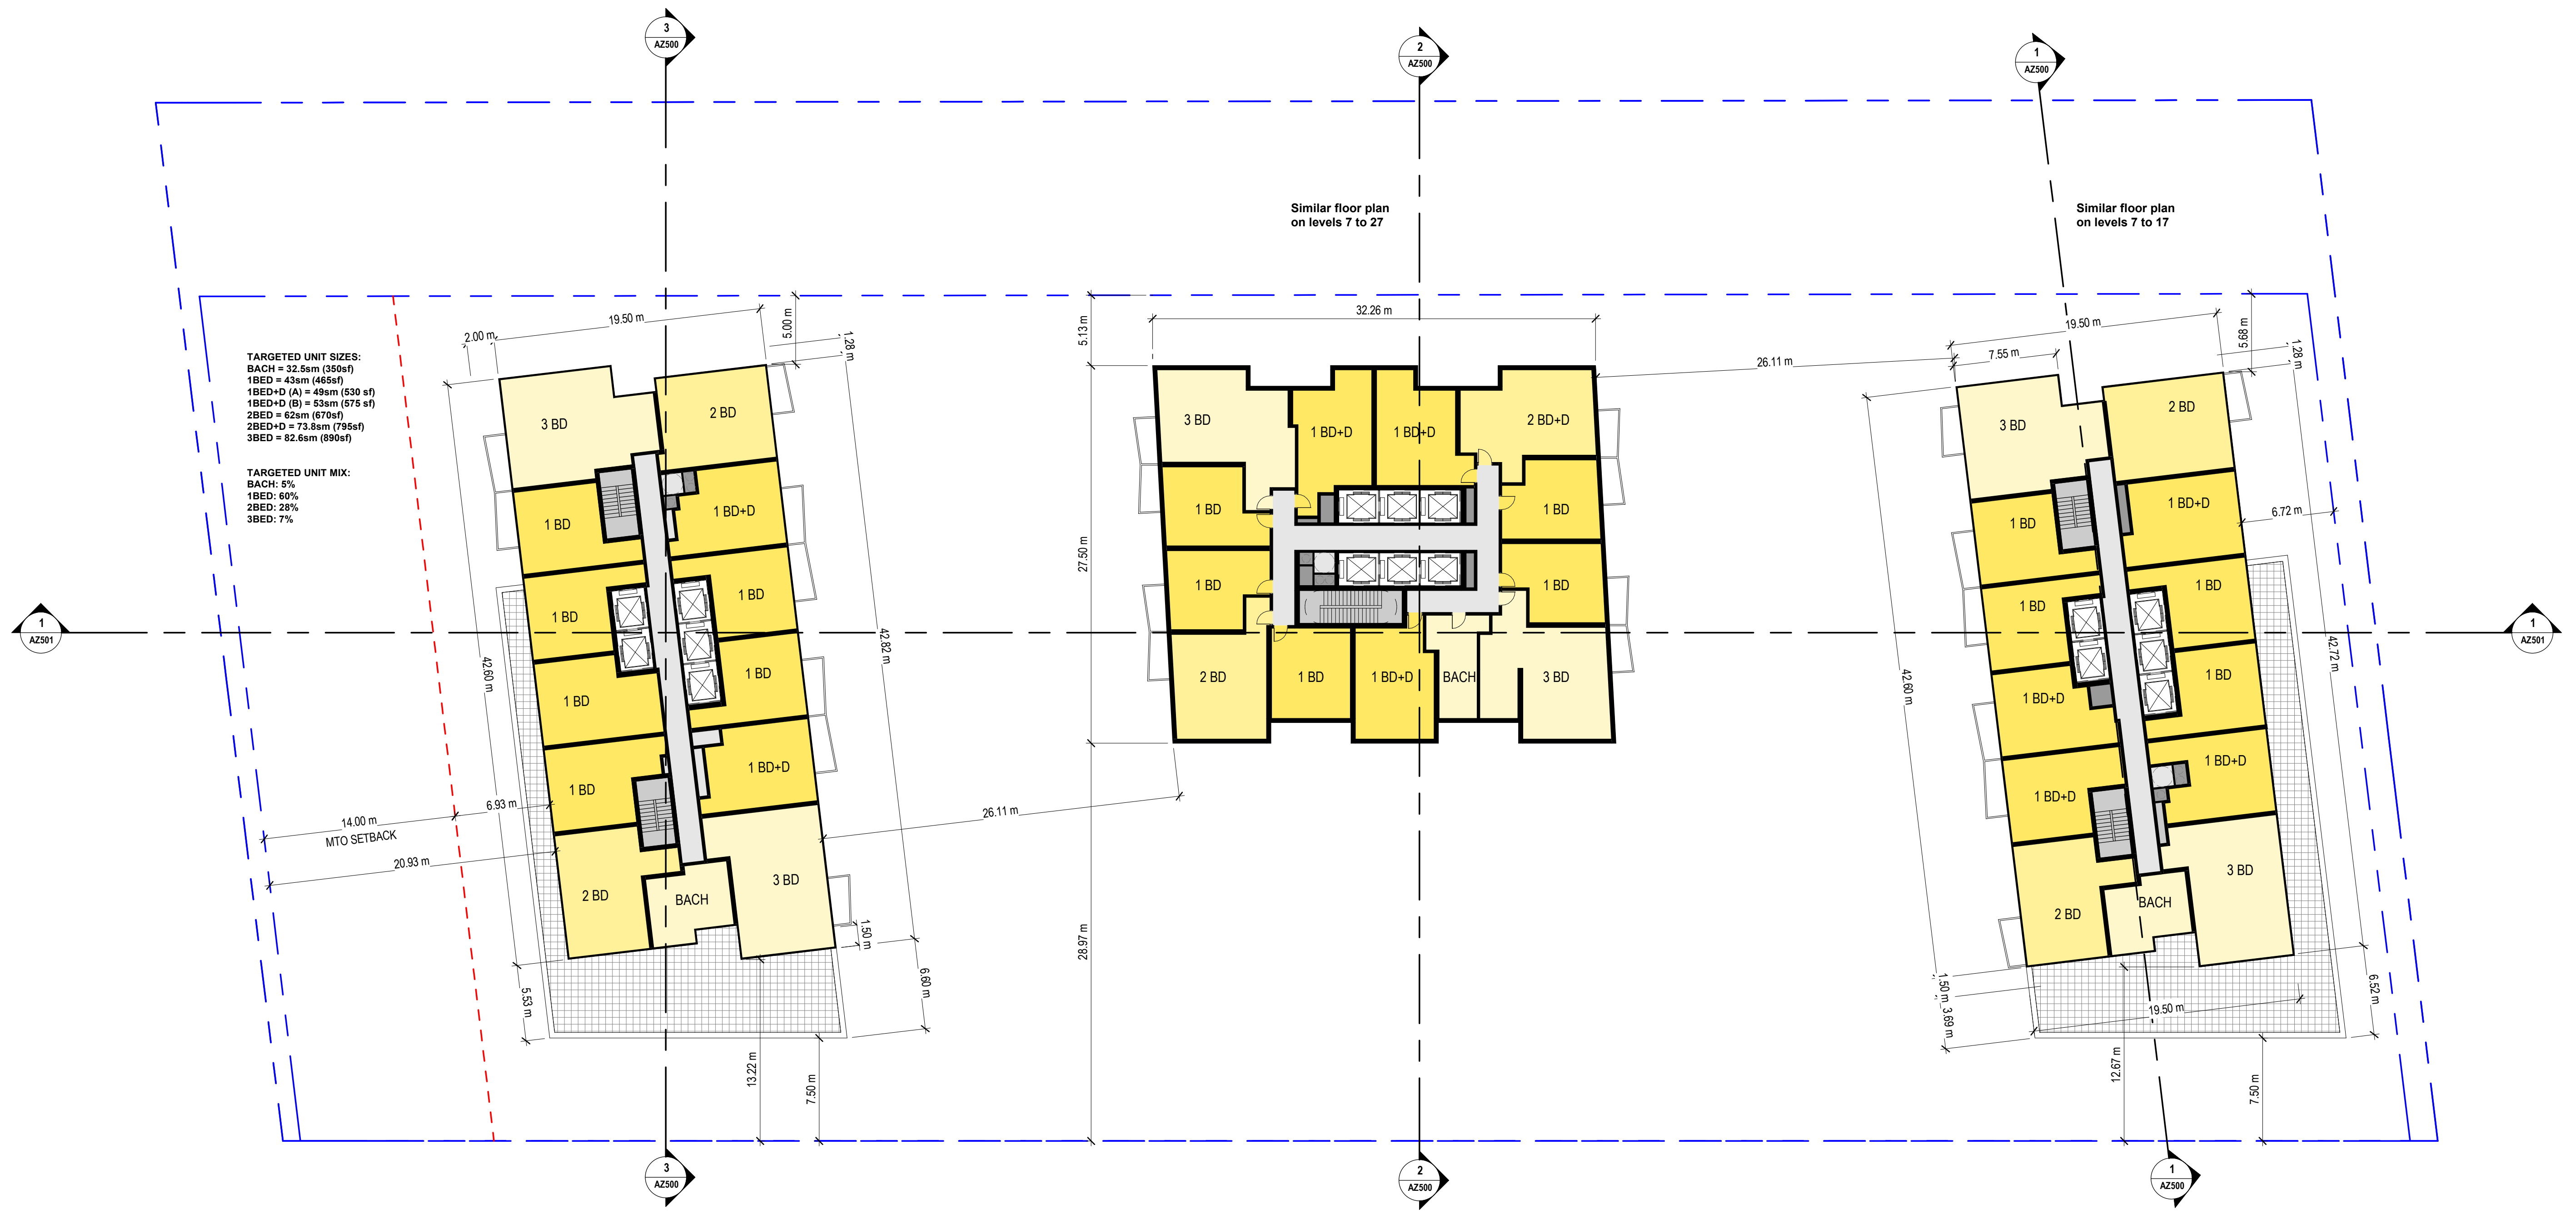 3
AZ500
2
AZ500
1
AZ500
Similar floor plan
on levels 7 to 27
Similar floor plan
on levels 7 to 17
TARGETED UNIT SIZES:
BACH = 32.5sm (350sf)
1BED = 43sm (465sf)
1BED+D (A) = 49sm (530 sf)
1BED+D (B) = 53sm (575 sf)
2BED = 62sm (670sf)
2BED+D = 73.8sm (795sf)
3BED = 82.6sm (890sf)
TARGETED UNIT MIX:
BACH: 5%
1BED: 60%
2BED: 28%
3BED: 7%
2.00 m
19.50 m
5.00 m
1.28 m
3 BD
2 BD
1 BD
1 BD+D
1 BD
1 BD
1 BD
1 BD
1 BD
1 BD+D
2 BD
BACH
3 BD
42.60 m
42.82 m
6.93 m
14.00 m
MTO SETBACK
20.93 m
5.53 m
1.50 m
6.60 m
13.22 m
7.50 m
26.11 m
5.13 m
27.50 m
28.97 m
32.26 m
3 BD
1 BD+D
1 BD+D
2 BD+D
1 BD
1 BD
1 BD
1 BD
2 BD
1 BD
1 BD+D
BACH
3 BD
26.11 m
19.50 m
7.55 m
5.68 m
1.28 m
3 BD
2 BD
1 BD
1 BD+D
6.72 m
1 BD
1 BD
1 BD+D
1 BD
1 BD+D
1 BD+D
2 BD
BACH
3 BD
42.60 m
42.72 m
1.50 m
3.69 m
19.50 m
6.52 m
12.67 m
7.50 m
1
AZ501
1
AZ501
3
AZ500
2
AZ500
1
AZ500